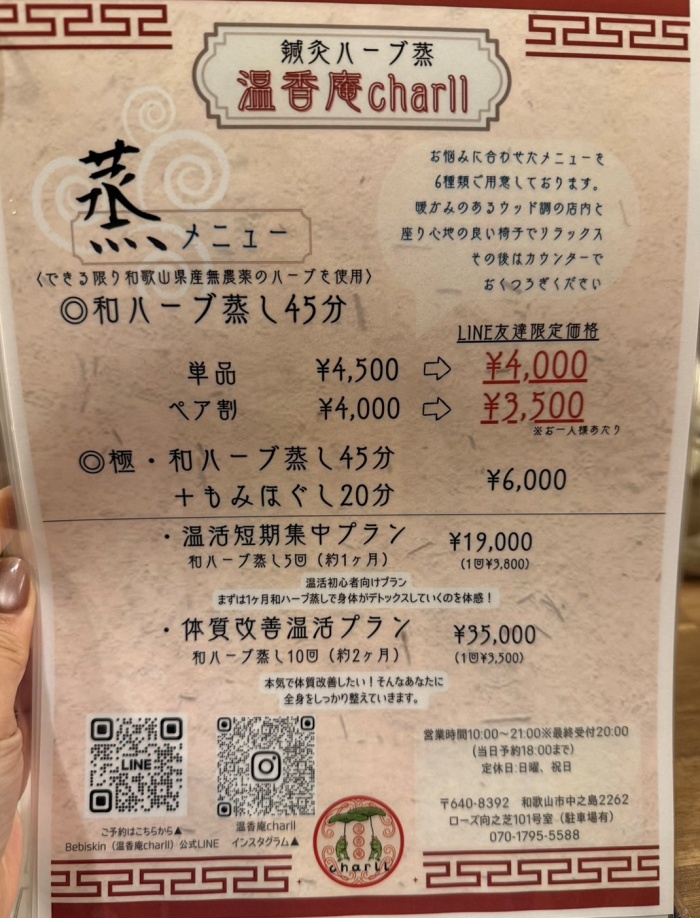 鍼灸ハーブ蒸
温香庵charll
お悩みに合わせたメニューを
6種類ご用意しております。
暖かみのあるウッド調の店内と
座り心地の良い椅子でリラックス
その後はカウンターで
おくつろぎください
蒸
メニュー
〈できる限り和歌山県産無農薬のハーブを使用〉
◎和ハーブ蒸し45分
LINE友達限定価格
単品 ¥4,500 ⇨ ¥4,000
ペア割 ¥4,000 ⇨ ¥3,500
※お一人様あたり
◎極・和ハーブ蒸し45分
＋もみほぐし20分
¥6,000
・温活短期集中プラン ¥19,000
和ハーブ蒸し5回（約1ヶ月） (1回¥3,800)
温活初心者向けプラン
まずは1ヶ月和ハーブ蒸しで身体がデトックスしていくのを体感！
・体質改善温活プラン ¥35,000
和ハーブ蒸し10回（約2ヶ月） (1回¥3,500)
本気で体質改善したい！そんなあなたに
全身をしっかり整えていきます。
LINE
ご予約はこちらから▲
Bebiskin（温香庵charll）公式LINE
温香庵charll
インスタグラム▲
charll
営業時間10:00～21:00※最終受付20:00
(当日予約18:00まで)
定休日:日曜、祝日
〒640-8392 和歌山市中之島2262
ローズ向之芝101号室（駐車場有）
070-1795-5588